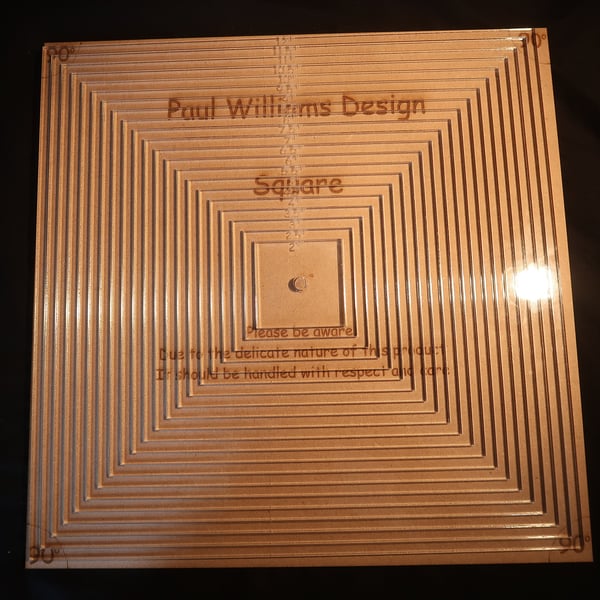 90° 90°
Paul Williams Design
Square
2"
Please be aware
Due to the delicate nature of this product
It should be handled with respect and care
90° 90°